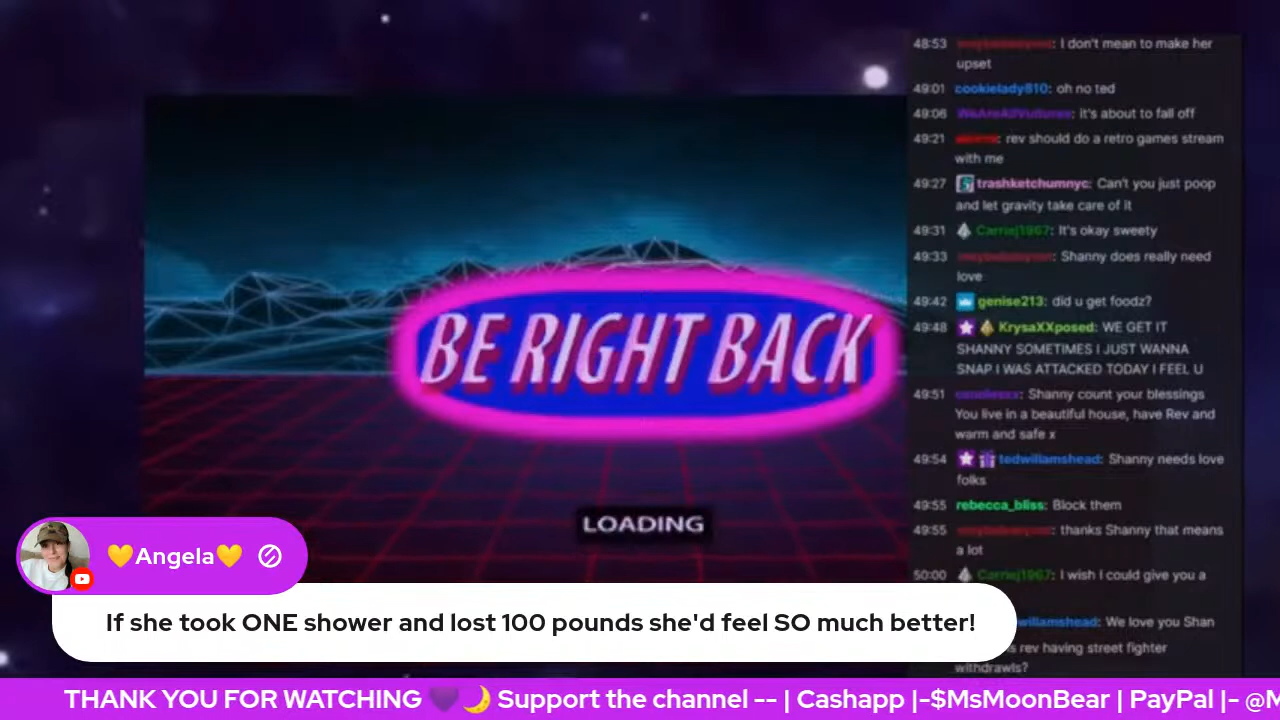 48:53 : I don't mean to make her
upset
49:01 cookielady810: oh no ted
49:06 WeAreAllVultures: it's about to fall off
49:21 : rev should do a retro games stream
with me
49:27 trashketchumnyc: Can't you just poop
and let gravity take care of it
49:31 Carriej1967: It's okay sweety
49:33 : Shanny does really need
love
49:42 genise213: did u get foodz?
49:48 KrysaXXposed: WE GET IT
SHANNY SOMETIMES I JUST WANNA
SNAP I WAS ATTACKED TODAY I FEEL U
49:51 : Shanny count your blessings
You live in a beautiful house, have Rev and
warm and safe x
49:54 tedwillamshead: Shanny needs love
folks
49:55 rebecca_bliss: Block them
49:55 : thanks Shanny that means
a lot
50:00 Carriej1967: I wish I could give you a
willamshead: We love you Shan
is rev having street fighter
withdrawls?
BE RIGHT BACK
LOADING
💛Angela💛
If she took ONE shower and lost 100 pounds she'd feel SO much better!
THANK YOU FOR WATCHING 💜🌙 Support the channel -- | Cashapp |-$MsMoonBear | PayPal |- @M